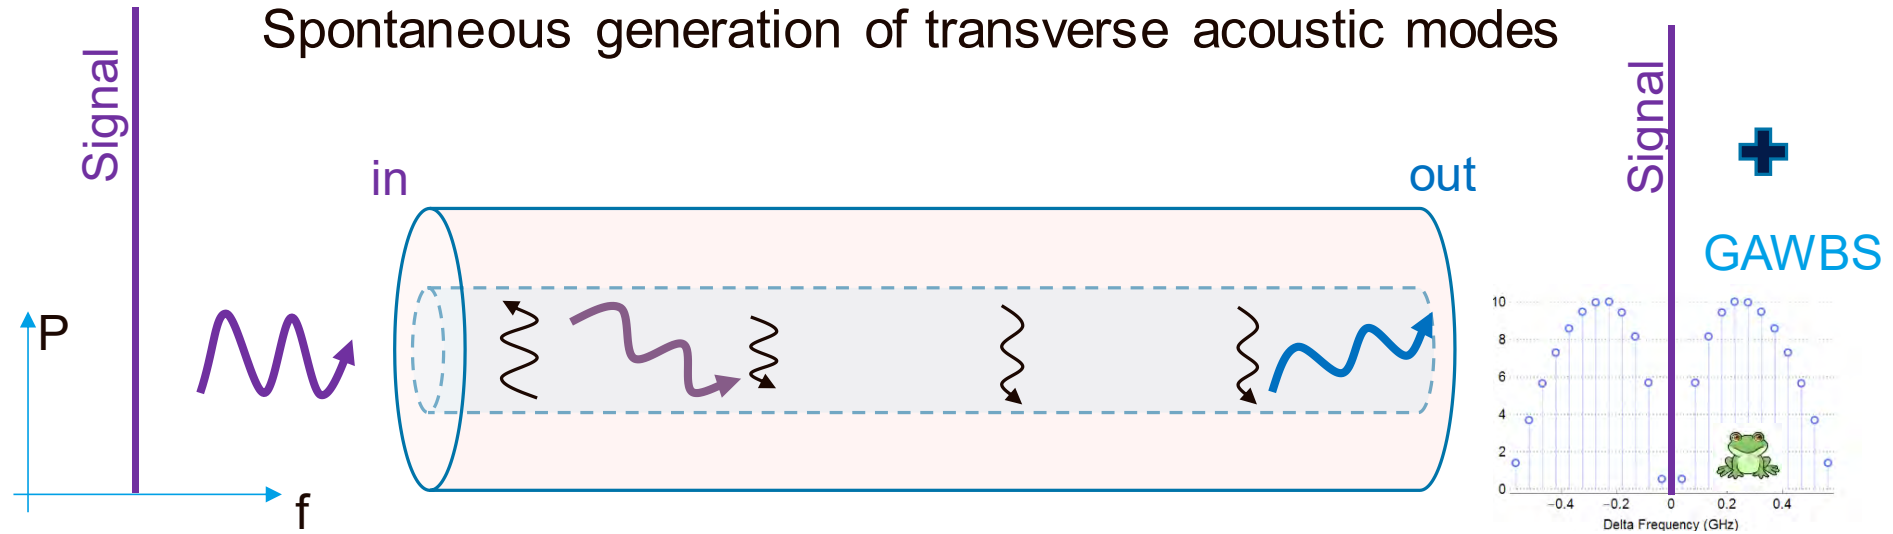 Spontaneous generation of transverse acoustic modes
Signal
P
f
in
out
Signal
GAWBS
10
8
6
4
2
0
−0.4 −0.2 0 0.2 0.4
Delta Frequency (GHz)